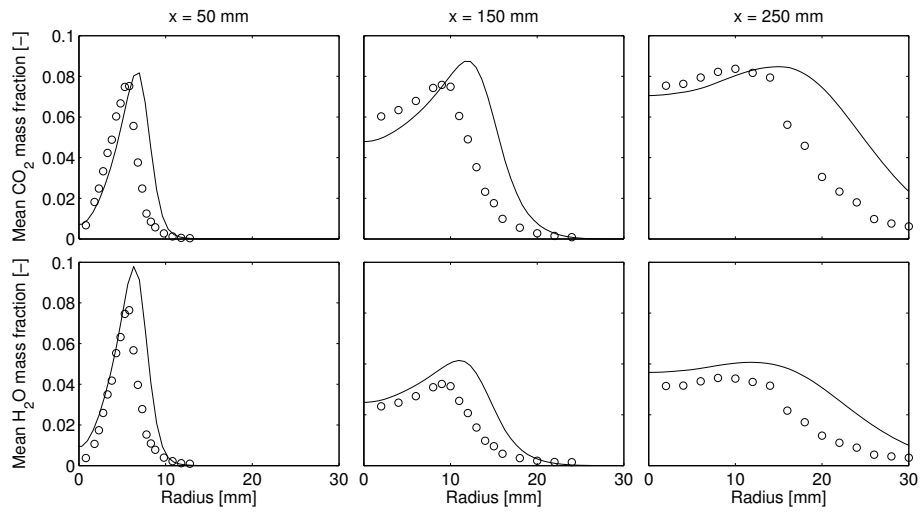 x = 50 mm
x = 150 mm
x = 250 mm
Mean CO2 mass fraction [-]
0.1
0.08
0.06
0.04
0.02
0
Mean H2O mass fraction [-]
0.1
0.08
0.06
0.04
0.02
0
0 10 20 30
0 10 20 30
0 10 20 30
Radius [mm]
Radius [mm]
Radius [mm]